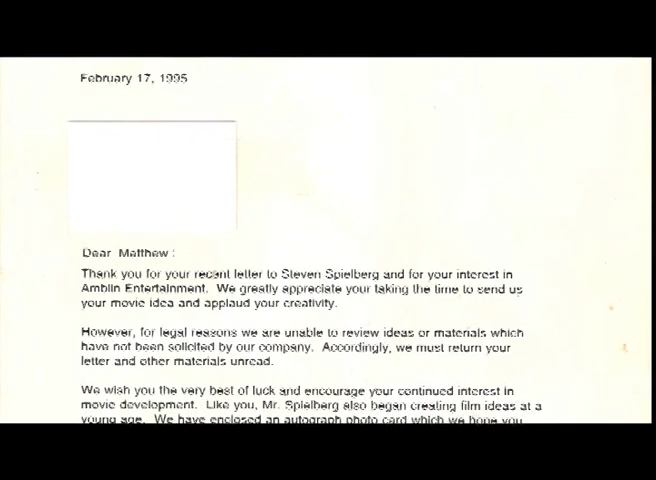 February 17, 1995
Dear Matthew :
Thank you for your recent letter to Steven Spielberg and for your interest in
Amblin Entertainment. We greatly appreciate your taking the time to send us
your movie idea and applaud your creativity.
However, for legal reasons we are unable to review ideas or materials which
have not been solicited by our company. Accordingly, we must return your
letter and other materials unread.
We wish you the very best of luck and encourage your continued interest in
movie development. Like you, Mr. Spielberg also began creating film ideas at a
young age. We have enclosed an autograph photo card which we hope you